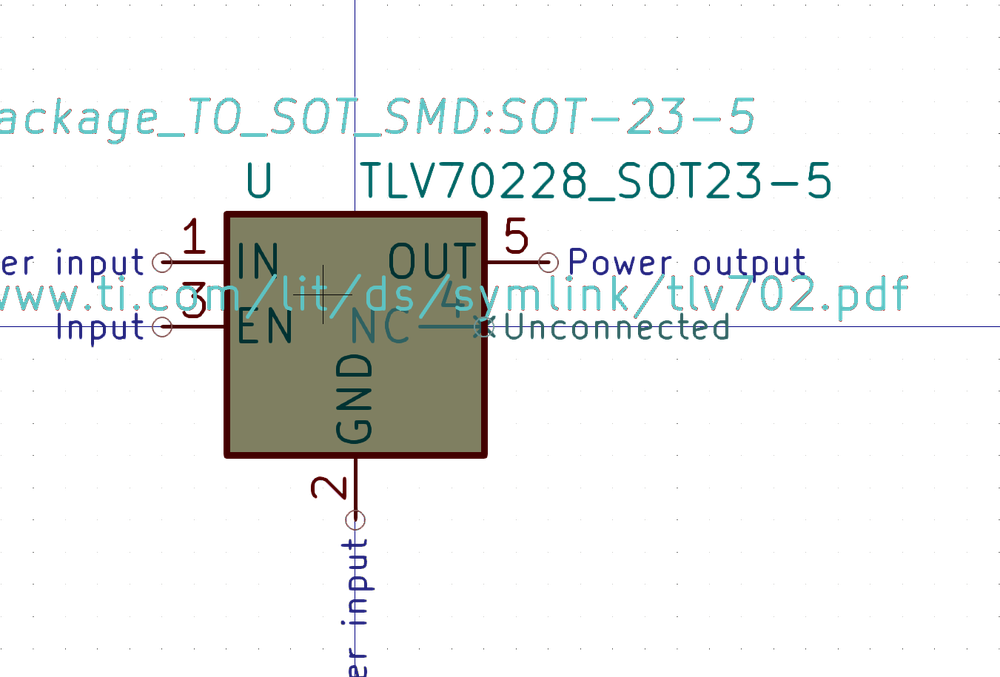 ackage_TO_SOT_SMD:SOT-23-5
U TLV70228_SOT23-5
er input 1 IN OUT 5 Power output
www.ti.com/lit/ds/symlink/tlv702.pdf
Input 3 EN NC 4 Unconnected
GND
2
er input